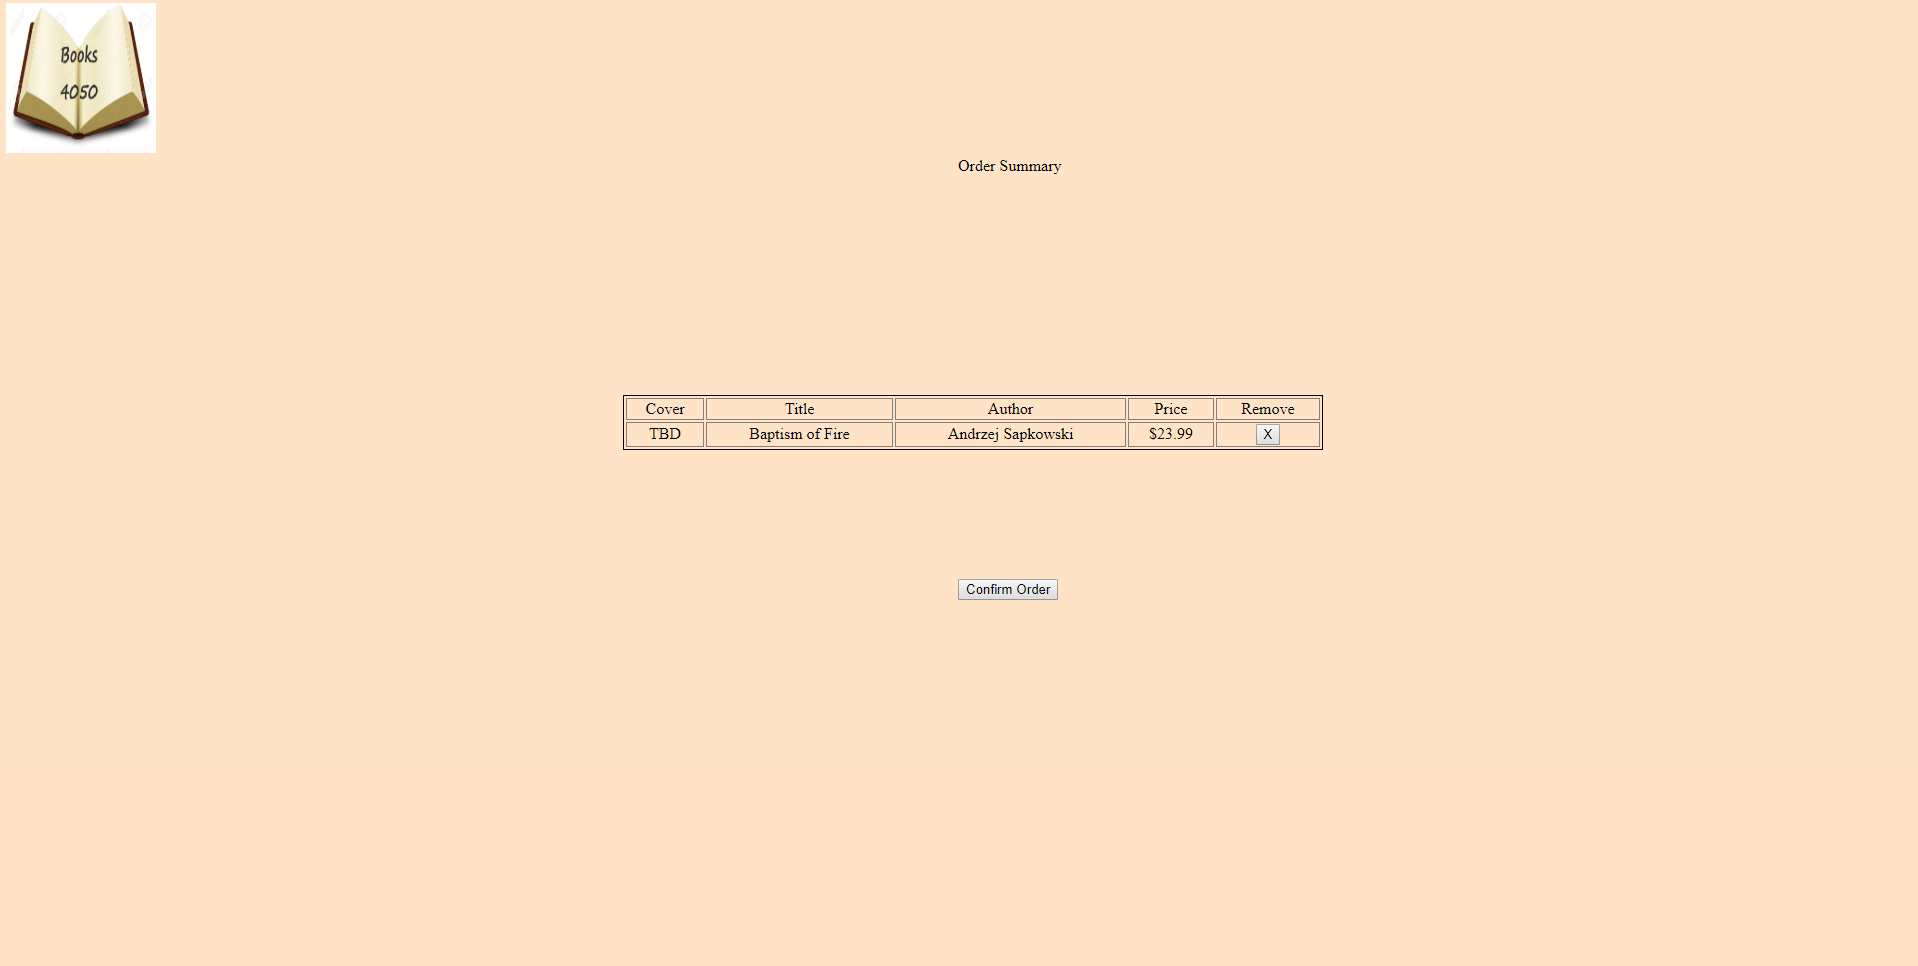 Books
4050
Order Summary
Cover Title Author Price Remove
TBD Baptism of Fire Andrzej Sapkowski $23.99 X
Confirm Order